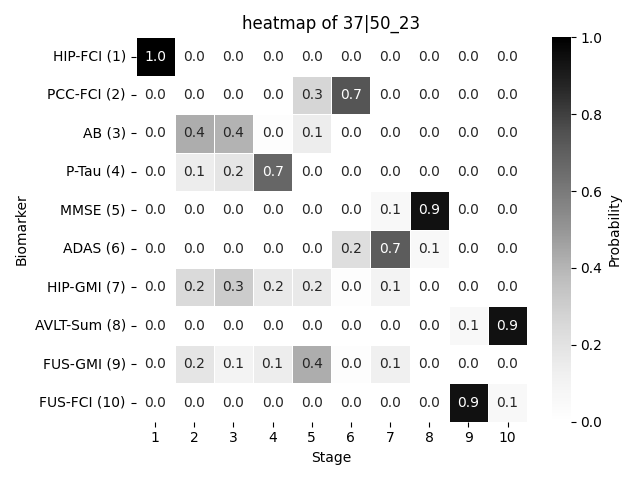 heatmap of 37|50_23
HIP-FCI (1) 1.0 0.0 0.0 0.0 0.0 0.0 0.0 0.0 0.0 0.0
PCC-FCI (2) 0.0 0.0 0.0 0.0 0.3 0.7 0.0 0.0 0.0 0.0
AB (3) 0.0 0.4 0.4 0.0 0.1 0.0 0.0 0.0 0.0 0.0
P-Tau (4) 0.0 0.1 0.2 0.7 0.0 0.0 0.0 0.0 0.0 0.0
MMSE (5) 0.0 0.0 0.0 0.0 0.0 0.0 0.1 0.9 0.0 0.0
ADAS (6) 0.0 0.0 0.0 0.0 0.0 0.2 0.7 0.1 0.0 0.0
HIP-GMI (7) 0.0 0.2 0.3 0.2 0.2 0.0 0.1 0.0 0.0 0.0
AVLT-Sum (8) 0.0 0.0 0.0 0.0 0.0 0.0 0.0 0.0 0.1 0.9
FUS-GMI (9) 0.0 0.2 0.1 0.1 0.4 0.0 0.1 0.0 0.0 0.0
FUS-FCI (10) 0.0 0.0 0.0 0.0 0.0 0.0 0.0 0.0 0.9 0.1
1 2 3 4 5 6 7 8 9 10
Stage
Biomarker
1.0
0.8
0.6
0.4
0.2
0.0
Probability